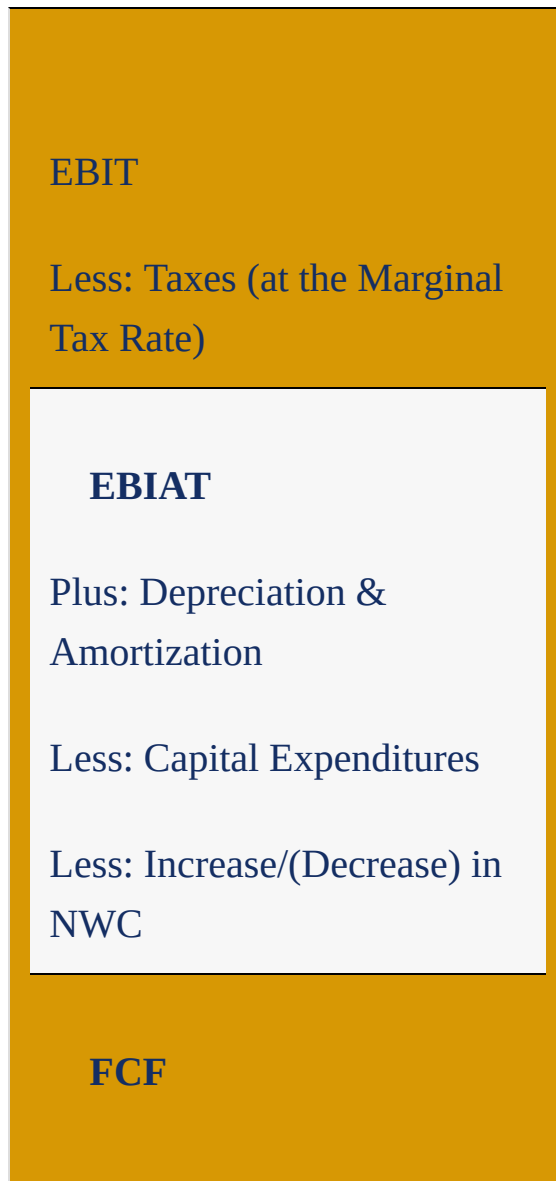 EBIT
Less: Taxes (at the Marginal
Tax Rate)
EBIAT
Plus: Depreciation &
Amortization
Less: Capital Expenditures
Less: Increase/(Decrease) in
NWC
FCF